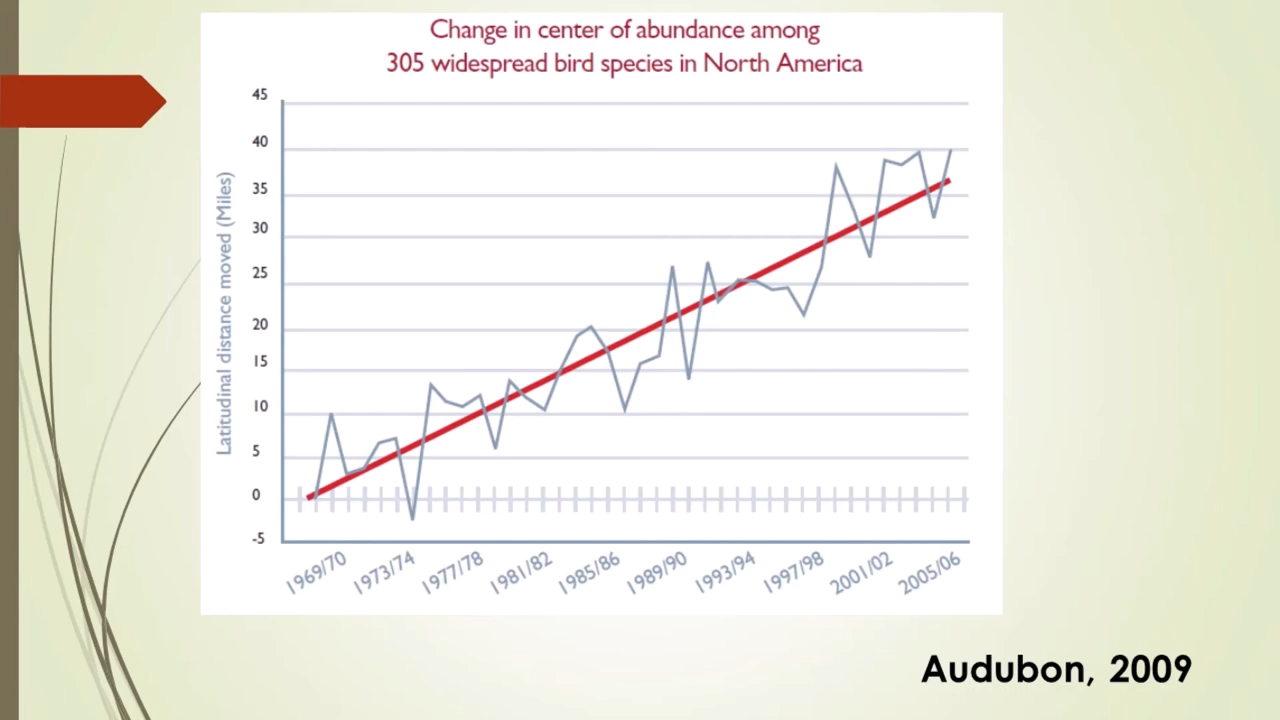 Change in center of abundance among
305 widespread bird species in North America
Latitudinal distance moved (Miles)
45
40
35
30
25
20
15
10
5
0
-5
1969/70 1973/74 1977/78 1981/82 1985/86 1989/90 1993/94 1997/98 2001/02 2005/06
Audubon, 2009